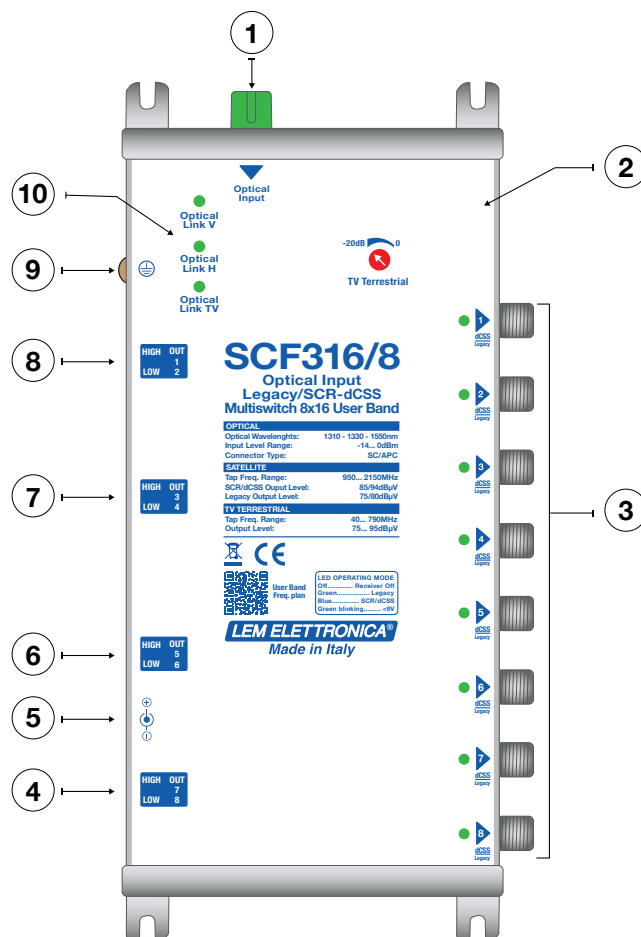 1
2
10
9
8
7
6
5
4
3
Optical
Input
Optical
Link V
Optical
Link H
Optical
Link TV
-20dB 0
TV Terrestrial
HIGH OUT
1
LOW 2
HIGH OUT
3
LOW 4
HIGH OUT
5
LOW 6
HIGH OUT
7
LOW 8
SCF316/8
Optical Input
Legacy/SCR-dCSS
Multiswitch 8x16 User Band
OPTICAL
Optical Wavelenghts: 1310 - 1330 - 1550nm
Input Level Range: -14... 0dBm
Connector Type: SC/APC
SATELLITE
Tap Freq. Range: 950... 2150MHz
SCR/dCSS Ouput Level: 85/94dBµV
Legacy Output Level: 75/80dBµV
TV TERRESTRIAL
Tap Freq. Range: 40... 790MHz
Output Level: 75... 95dBµV
CE
User Band
Freq. plan
LED OPERATING MODE
Off............ Receiver Off
Green.............. Legacy
Blue.............. SCR/dCSS
Green blinking......... <9V
LEM ELETTRONICA®
Made in Italy
1
dCSS
Legacy
2
dCSS
Legacy
3
dCSS
Legacy
4
dCSS
Legacy
5
dCSS
Legacy
6
dCSS
Legacy
7
dCSS
Legacy
8
dCSS
Legacy